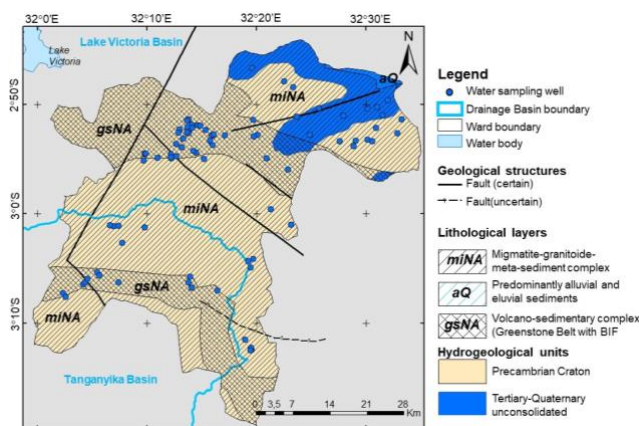 32°0'E 32°10'E 32°20'E 32°30'E
Lake Victoria Basin
Lake
Victoria
N
aQ
2°50'S
miNA
gsNA
3°0'S
miNA
gsNA
miNA
3°10'S
Tanganyika Basin
0 3,5 7 14 21 28
Km
Legend
Water sampling well
Drainage Basin boundary
Ward boundary
Water body
Geological structures
Fault (certain)
Fault(uncertain)
Lithological layers
miNA
Migmatite-granitoide-
meta-sediment complex
aQ
Predominantly alluvial and
eluvial sediments
gsNA
Volcano-sedimentary complex
(Greenstone Belt with BIF
Hydrogeological units
Precambrian Craton
Tertiary-Quaternary
unconsolidated